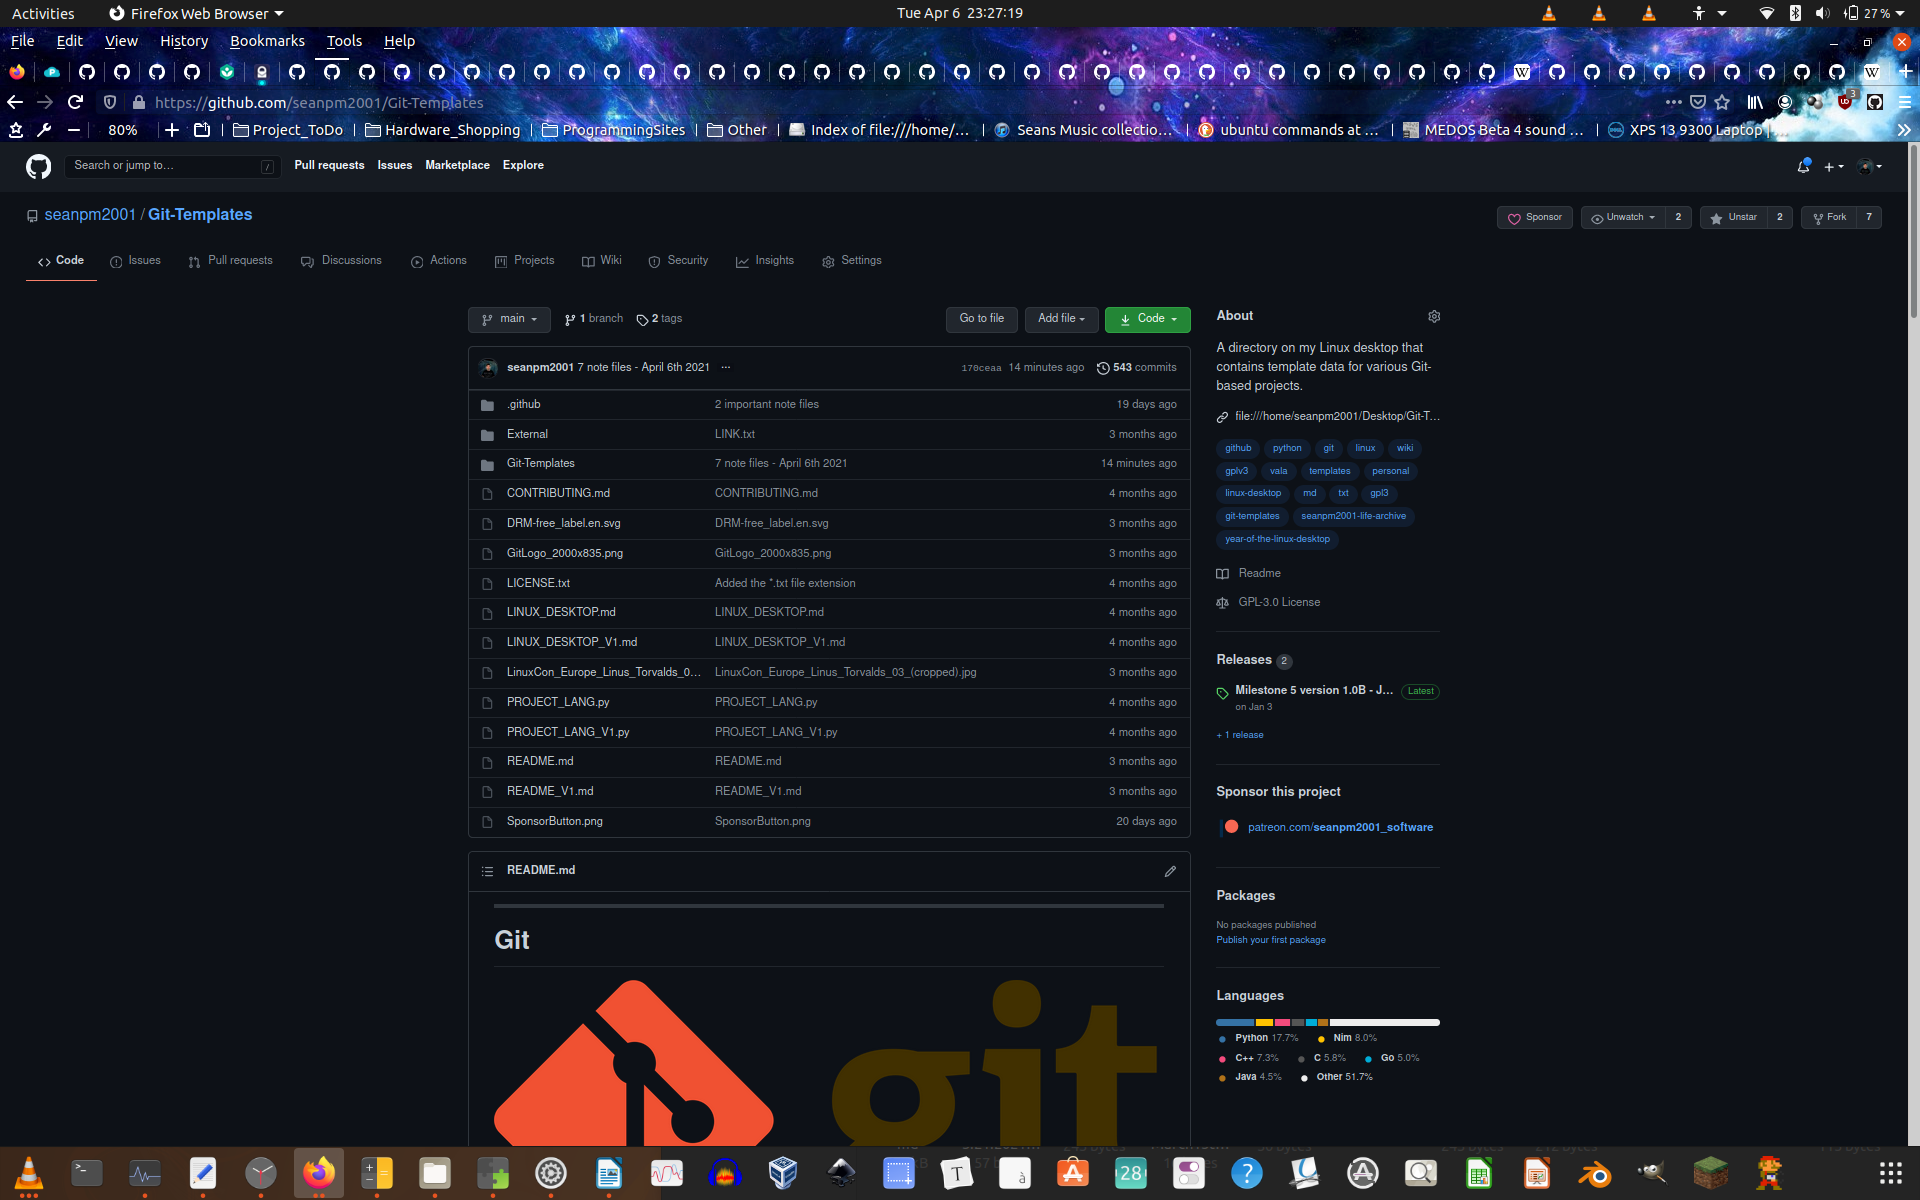 Activities Firefox Web Browser Tue Apr 6 23:27:19 27 %
File Edit View History Bookmarks Tools Help
https://github.com/seanpm2001/Git-Templates 3
80% Project_ToDo Hardware_Shopping ProgrammingSites Other Index of file:///home/... Seans Music collectio... ubuntu commands at ... MEDOS Beta 4 sound ... XPS 13 9300 Laptop |
Search or jump to... / Pull requests Issues Marketplace Explore
seanpm2001 / Git-Templates Sponsor Unwatch 2 Unstar 2 Fork 7
Code Issues Pull requests Discussions Actions Projects Wiki Security Insights Settings
main 1 branch 2 tags Go to file Add file Code
seanpm2001 7 note files - April 6th 2021 ... 170ceaa 14 minutes ago 543 commits
.github 2 important note files 19 days ago
External LINK.txt 3 months ago
Git-Templates 7 note files - April 6th 2021 14 minutes ago
CONTRIBUTING.md CONTRIBUTING.md 4 months ago
DRM-free_label.en.svg DRM-free_label.en.svg 3 months ago
GitLogo_2000x835.png GitLogo_2000x835.png 3 months ago
LICENSE.txt Added the *.txt file extension 4 months ago
LINUX_DESKTOP.md LINUX_DESKTOP.md 4 months ago
LINUX_DESKTOP_V1.md LINUX_DESKTOP_V1.md 4 months ago
LinuxCon_Europe_Linus_Torvalds_0... LinuxCon_Europe_Linus_Torvalds_03_(cropped).jpg 3 months ago
PROJECT_LANG.py PROJECT_LANG.py 4 months ago
PROJECT_LANG_V1.py PROJECT_LANG_V1.py 4 months ago
README.md README.md 3 months ago
README_V1.md README_V1.md 3 months ago
SponsorButton.png SponsorButton.png 20 days ago
README.md
Git
git
About
A directory on my Linux desktop that
contains template data for various Git-
based projects.
file:///home/seanpm2001/Desktop/Git-T...
github python git linux wiki
gplv3 vala templates personal
linux-desktop md txt gpl3
git-templates seanpm2001-life-archive
year-of-the-linux-desktop
Readme
GPL-3.0 License
Releases 2
Milestone 5 version 1.0B - J... Latest
on Jan 3
+ 1 release
Sponsor this project
patreon.com/seanpm2001_software
Packages
No packages published
Publish your first package
Languages
Python 17.7% Nim 8.0%
C++ 7.3% C 5.8% Go 5.0%
Java 4.5% Other 51.7%